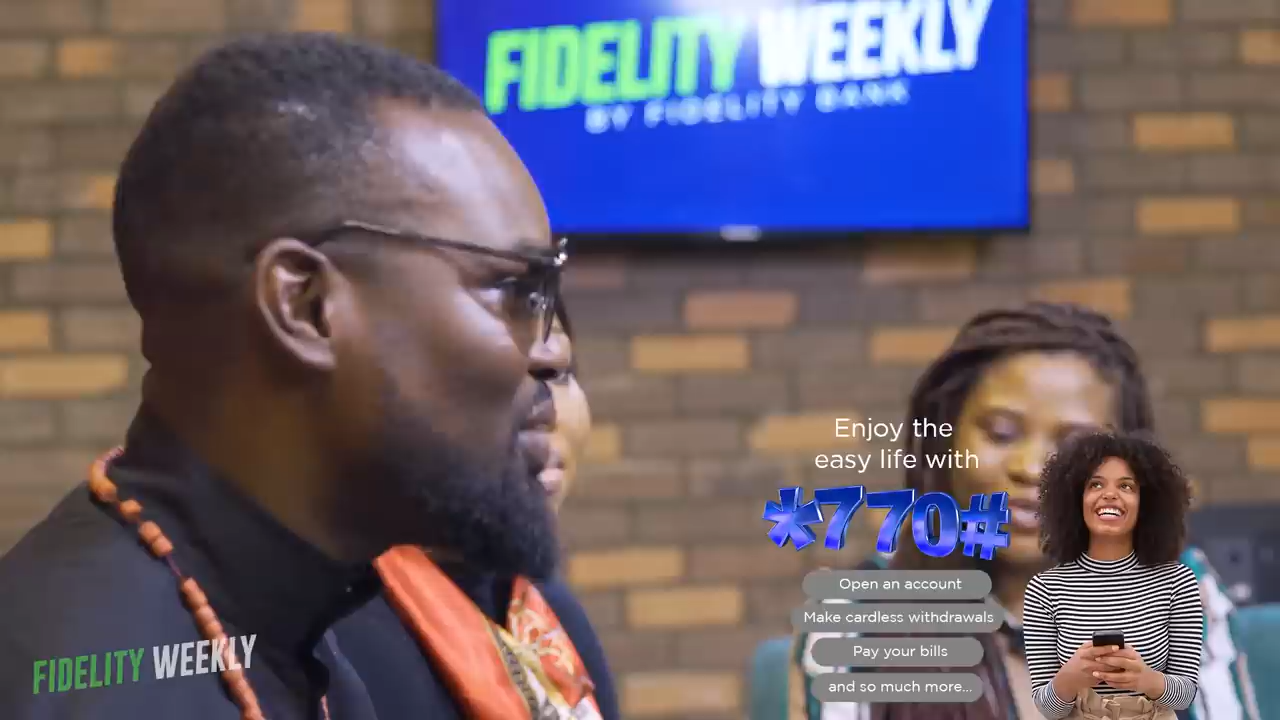 FIDELITY WEEKLY
BY FIDELITY BANK
Enjoy the
easy life with
*770#
Open an account
Make cardless withdrawals
Pay your bills
and so much more...
FIDELITY WEEKLY